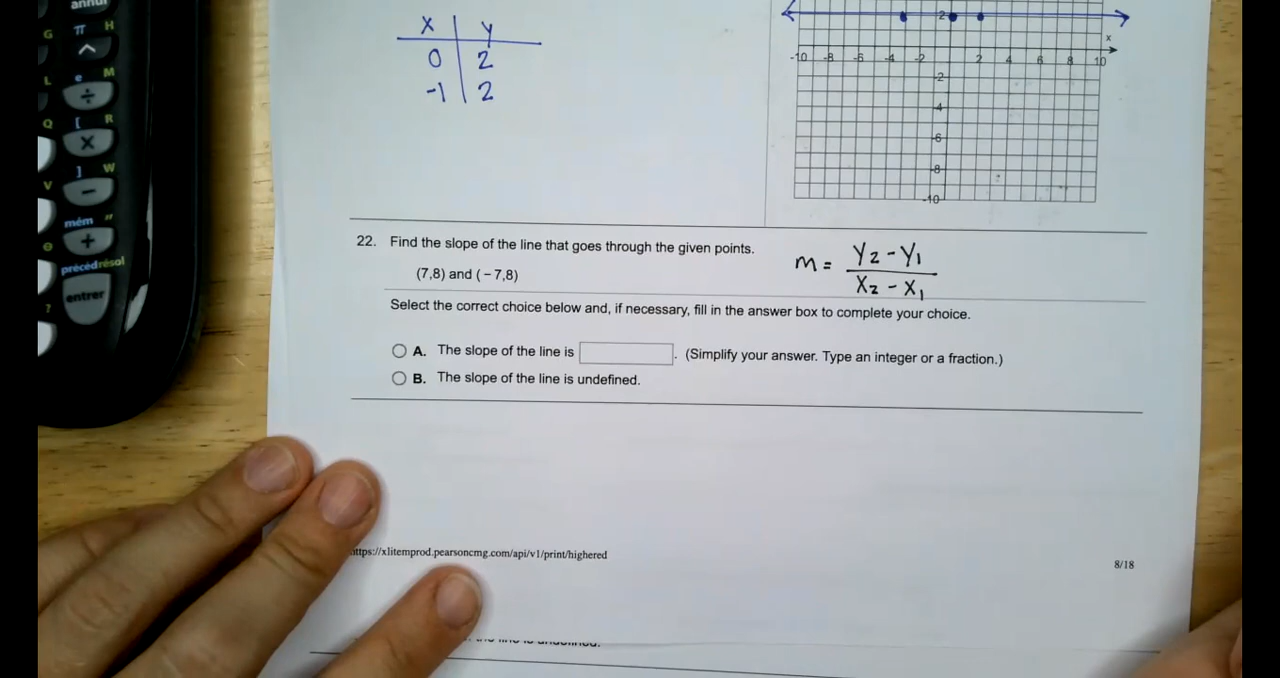 annul
G π H
^
L e M
÷
Q [ R
×
V ] W
−
mém "
+
précéd résol
?
entrer
X Y
0 2
-1 2
2
x
-10 -8 -6 -4 -2 2 4 6 8 10
-2
-4
-6
-8
-10
22. Find the slope of the line that goes through the given points.
(7,8) and (−7,8)
m = Y2 - Y1
X2 - X1
Select the correct choice below and, if necessary, fill in the answer box to complete your choice.
A. The slope of the line is . (Simplify your answer. Type an integer or a fraction.)
B. The slope of the line is undefined.
https://xlitemprod.pearsoncmg.com/api/v1/print/highered
8/18